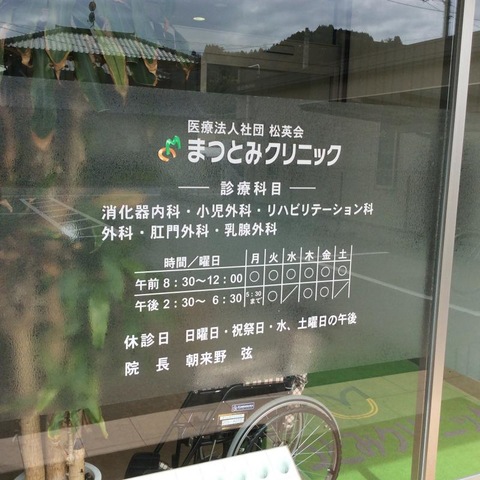 医療法人社団 松英会
まつとみクリニック
診療科目
消化器内科・小児外科・リハビリテーション科
外科・肛門外科・乳腺外科
時間／曜日 月 火 水 木 金 土
午前 8:30〜12:00 ○ ○ ○ ○ ○ ○
午後 2:30〜 6:30 5:30まで ○ ／ ○ ○ ／
休診日 日曜日・祝祭日・水、土曜日の午後
院 長 朝来野 弦